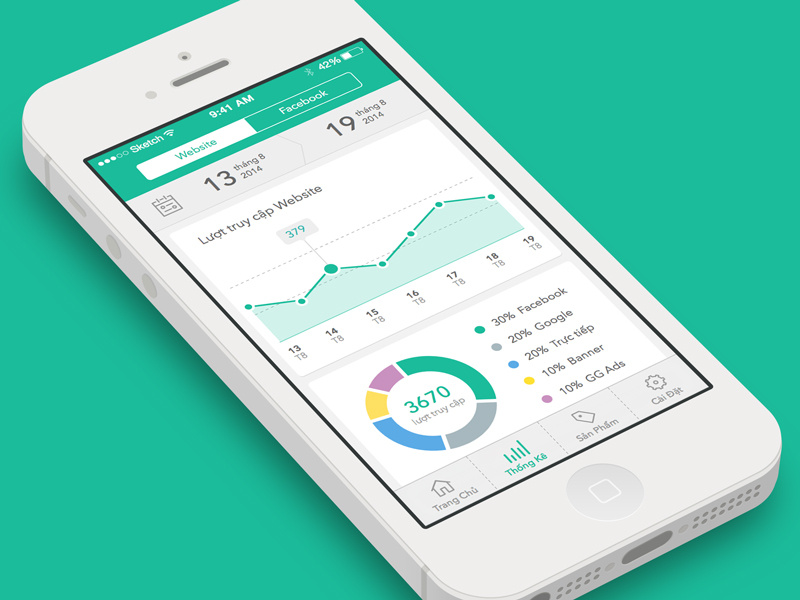 Sketch
9:41 AM
42%
Website
Facebook
13 tháng 8 2014
19 tháng 8 2014
Lượt truy cập Website
379
13 T8
14 T8
15 T8
16 T8
17 T8
18 T8
19 T8
3670
lượt truy cập
30% Facebook
20% Google
20% Trực tiếp
10% Banner
10% GG Ads
Trang Chủ
Thống Kê
Sản Phẩm
Cài Đặt